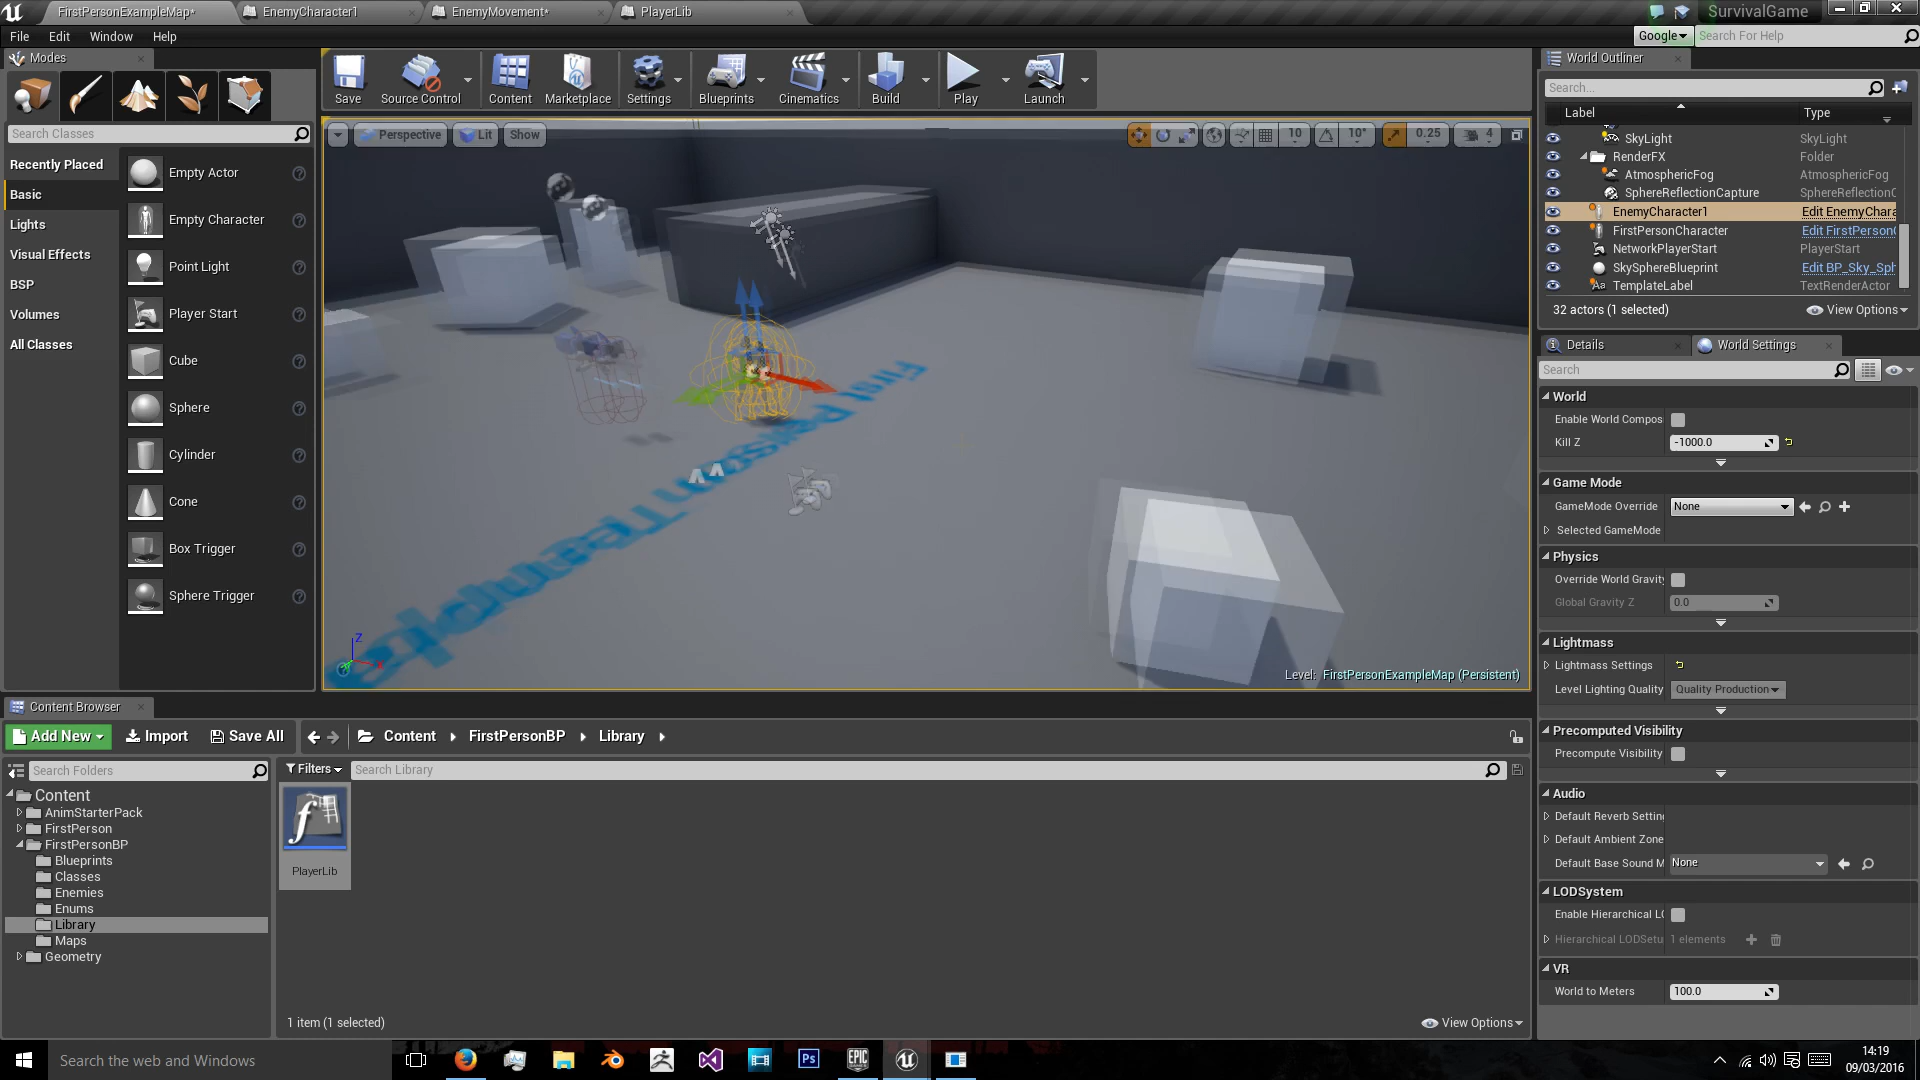 FirstPersonExampleMap*
EnemyCharacter1
EnemyMovement*
PlayerLib
SurvivalGame
File Edit Window Help
Google
Search For Help
Modes
Search Classes
Recently Placed
Basic
Lights
Visual Effects
BSP
Volumes
All Classes
Empty Actor
Empty Character
Point Light
Player Start
Cube
Sphere
Cylinder
Cone
Box Trigger
Sphere Trigger
Save
Source Control
Content
Marketplace
Settings
Blueprints
Cinematics
Build
Play
Launch
Perspective
Lit
Show
10
10°
0.25
4
First Person Template
Z
X
Level: FirstPersonExampleMap (Persistent)
World Outliner
Search...
Label Type
SkyLight SkyLight
RenderFX Folder
AtmosphericFog AtmosphericFog
SphereReflectionCapture SphereReflectionC
EnemyCharacter1 Edit EnemyChara
FirstPersonCharacter Edit FirstPersonC
NetworkPlayerStart PlayerStart
SkySphereBlueprint Edit BP_Sky_Sph
TemplateLabel TextRenderActor
32 actors (1 selected)
View Options
Details
World Settings
Search
World
Enable World Compos
Kill Z -1000.0
Game Mode
GameMode Override None
Selected GameMode
Physics
Override World Gravity
Global Gravity Z 0.0
Lightmass
Lightmass Settings
Level Lighting Quality Quality Production
Precomputed Visibility
Precompute Visibility
Audio
Default Reverb Setting
Default Ambient Zone
Default Base Sound M None
LODSystem
Enable Hierarchical LO
Hierarchical LODSetu 1 elements
VR
World to Meters 100.0
Content Browser
Add New
Import
Save All
Content
FirstPersonBP
Library
Search Folders
Filters
Search Library
Content
AnimStarterPack
FirstPerson
FirstPersonBP
Blueprints
Classes
Enemies
Enums
Library
Maps
Geometry
PlayerLib
1 item (1 selected)
View Options
Search the web and Windows
Ps
EPIC
GAMES
14:19
09/03/2016